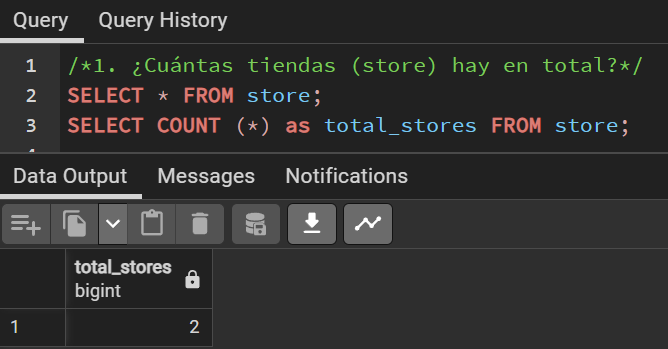 Query Query History
1 /*1. ¿Cuántas tiendas (store) hay en total?*/
2 SELECT * FROM store;
3 SELECT COUNT (*) as total_stores FROM store;
Data Output Messages Notifications
total_stores
bigint
1 2